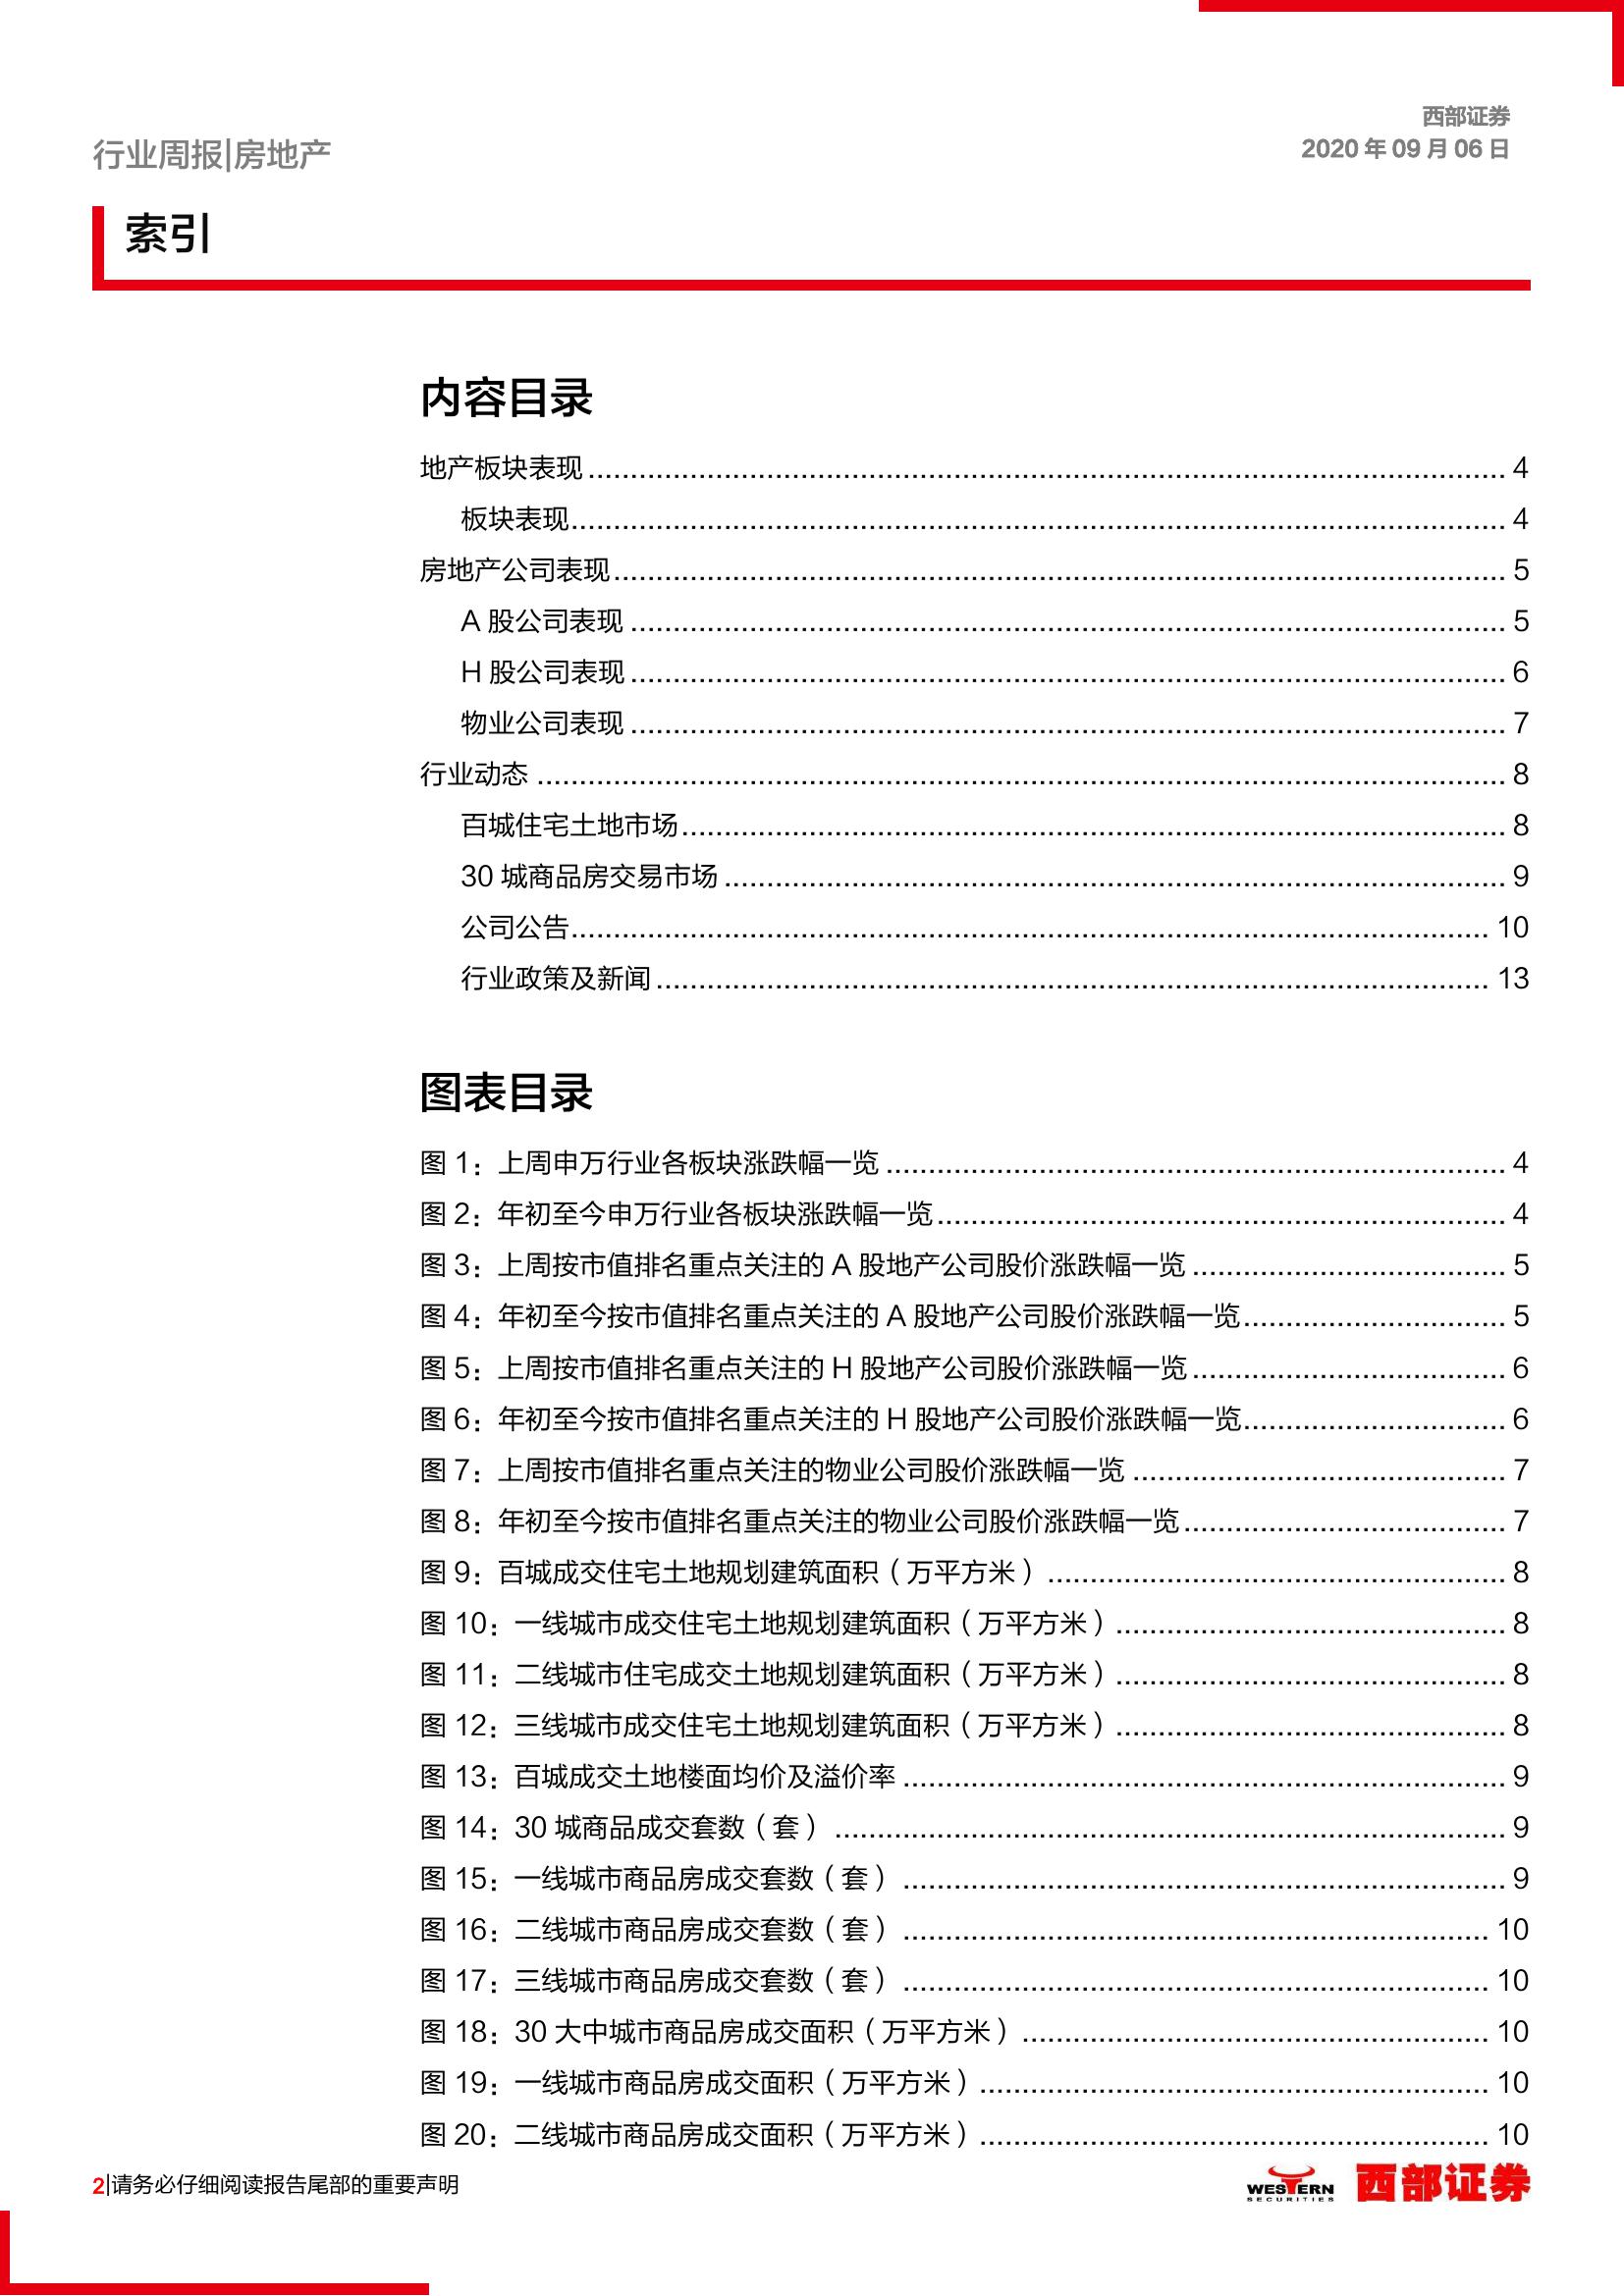 西部证券
2020 年 09 月 06 日
行业周报|房地产
索引
内容目录
地产板块表现 ........ 4
板块表现 ........ 4
房地产公司表现 ........ 5
A 股公司表现 ........ 5
H 股公司表现 ........ 6
物业公司表现 ........ 7
行业动态 ........ 8
百城住宅土地市场 ........ 8
30 城商品房交易市场 ........ 9
公司公告 ........ 10
行业政策及新闻 ........ 13
图表目录
图 1：上周申万行业各板块涨跌幅一览 ........ 4
图 2：年初至今申万行业各板块涨跌幅一览 ........ 4
图 3：上周按市值排名重点关注的 A 股地产公司股价涨跌幅一览 ........ 5
图 4：年初至今按市值排名重点关注的 A 股地产公司股价涨跌幅一览 ........ 5
图 5：上周按市值排名重点关注的 H 股地产公司股价涨跌幅一览 ........ 6
图 6：年初至今按市值排名重点关注的 H 股地产公司股价涨跌幅一览 ........ 6
图 7：上周按市值排名重点关注的物业公司股价涨跌幅一览 ........ 7
图 8：年初至今按市值排名重点关注的物业公司股价涨跌幅一览 ........ 7
图 9：百城成交住宅土地规划建筑面积（万平方米） ........ 8
图 10：一线城市成交住宅土地规划建筑面积（万平方米） ........ 8
图 11：二线城市住宅成交土地规划建筑面积（万平方米） ........ 8
图 12：三线城市成交住宅土地规划建筑面积（万平方米） ........ 8
图 13：百城成交土地楼面均价及溢价率 ........ 9
图 14：30 城商品成交套数（套） ........ 9
图 15：一线城市商品房成交套数（套） ........ 9
图 16：二线城市商品房成交套数（套） ........ 10
图 17：三线城市商品房成交套数（套） ........ 10
图 18：30 大中城市商品房成交面积（万平方米） ........ 10
图 19：一线城市商品房成交面积（万平方米） ........ 10
图 20：二线城市商品房成交面积（万平方米） ........ 10
2|请务必仔细阅读报告尾部的重要声明
WESTERN
SECURITIES
西部证券